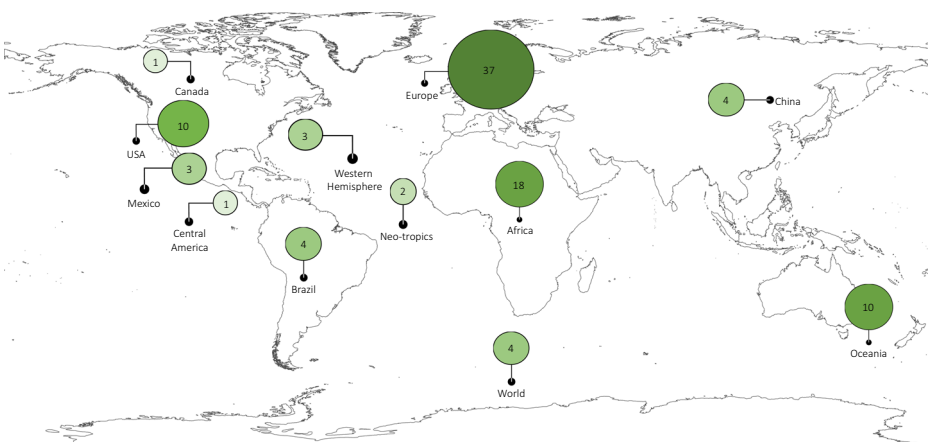 1
Canada
37
Europe
4
China
10
USA
3
Western
Hemisphere
3
Mexico
2
Neo-tropics
18
Africa
1
Central
America
4
Brazil
10
Oceania
4
World